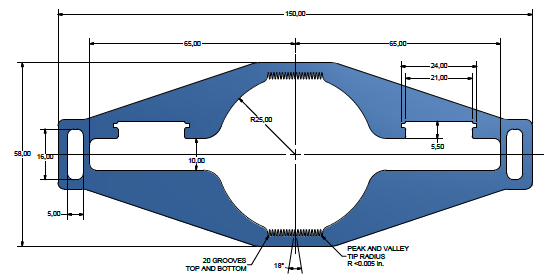 150,00
65,00
65,00
24,00
21,00
R25,00
58,00
16,00
10,00
5,50
5,00
20 GROOVES
TOP AND BOTTOM
18°
PEAK AND VALLEY
TIP RADIUS
R <0.005 in.